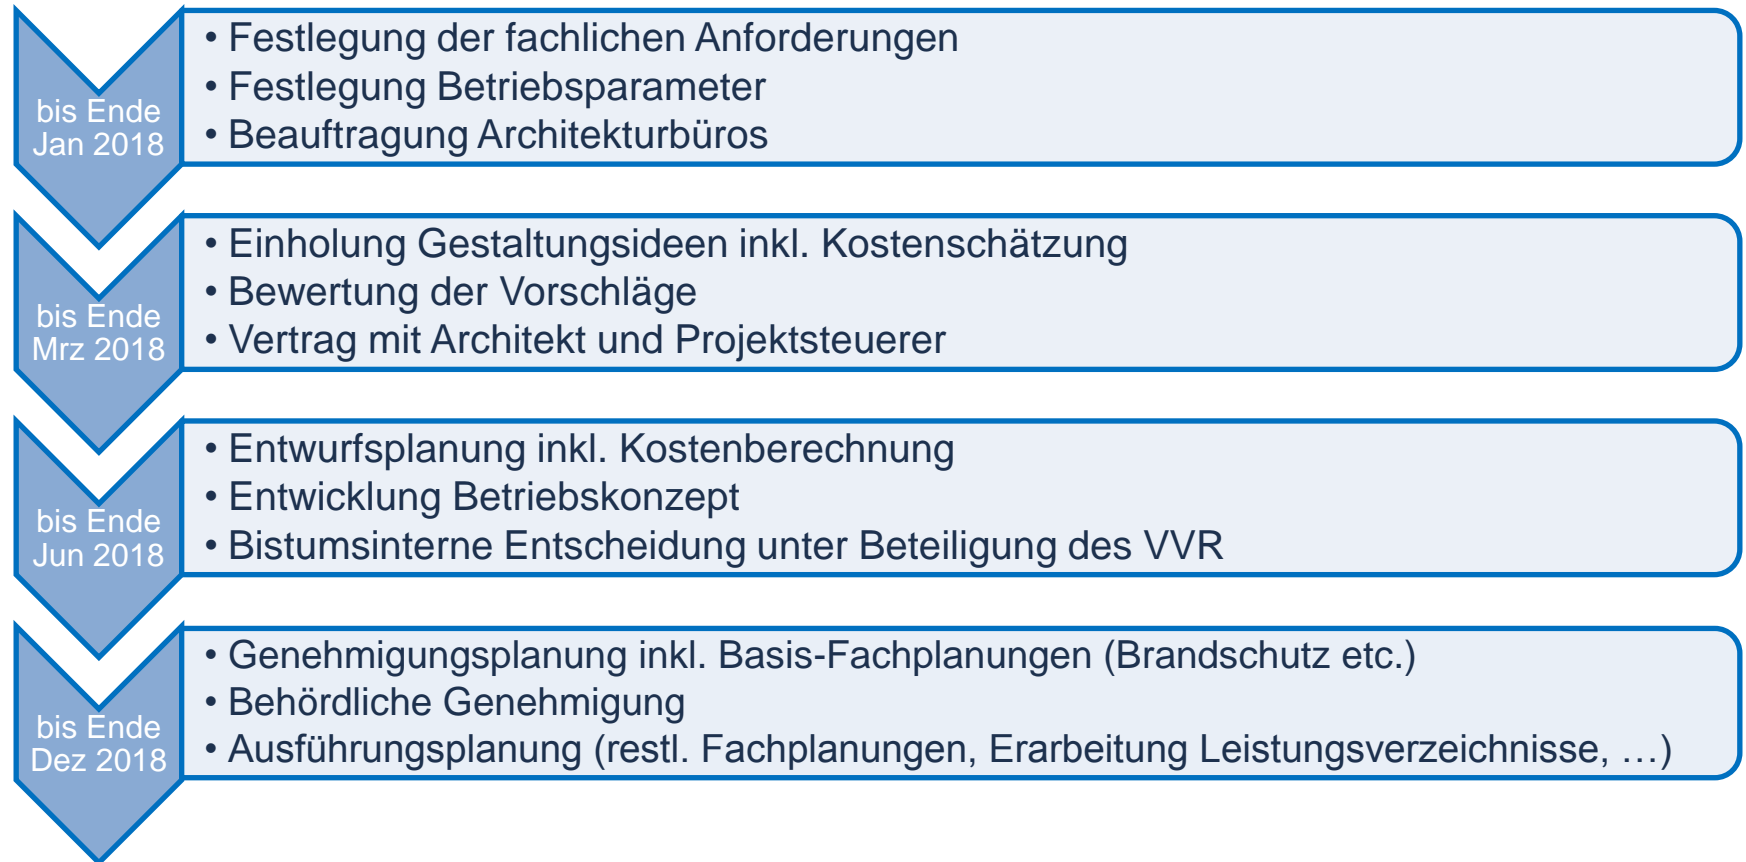 bis Ende
Jan 2018
• Festlegung der fachlichen Anforderungen
• Festlegung Betriebsparameter
• Beauftragung Architekturbüros
bis Ende
Mrz 2018
• Einholung Gestaltungsideen inkl. Kostenschätzung
• Bewertung der Vorschläge
• Vertrag mit Architekt und Projektsteuerer
bis Ende
Jun 2018
• Entwurfsplanung inkl. Kostenberechnung
• Entwicklung Betriebskonzept
• Bistumsinterne Entscheidung unter Beteiligung des VVR
bis Ende
Dez 2018
• Genehmigungsplanung inkl. Basis-Fachplanungen (Brandschutz etc.)
• Behördliche Genehmigung
• Ausführungsplanung (restl. Fachplanungen, Erarbeitung Leistungsverzeichnisse, …)